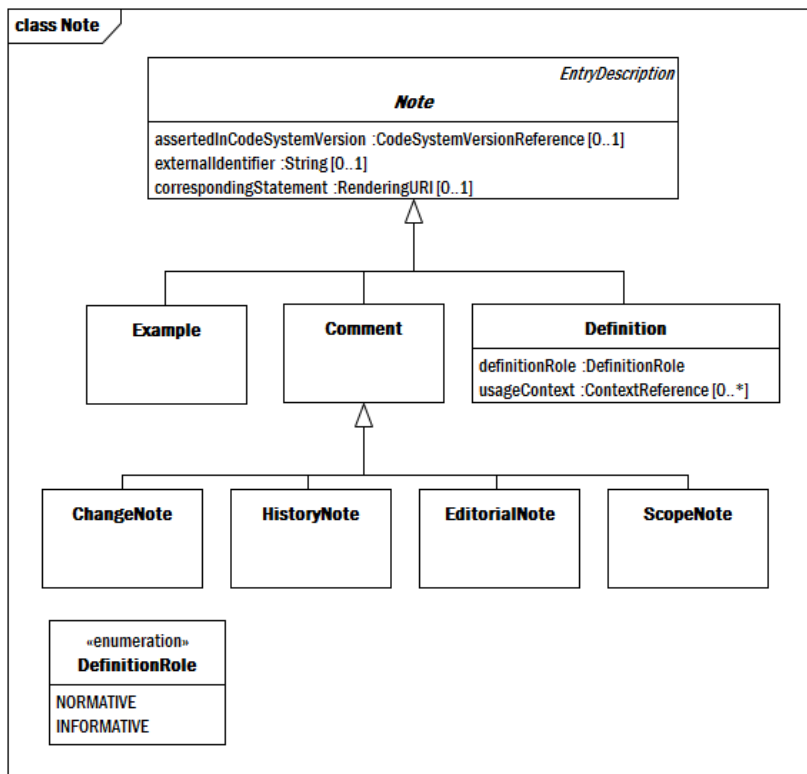 class Note
EntryDescription
Note
assertedInCodeSystemVersion :CodeSystemVersionReference [0..1]
externalIdentifier :String [0..1]
correspondingStatement :RenderingURI [0..1]
Example
Comment
Definition
definitionRole :DefinitionRole
usageContext :ContextReference [0..*]
ChangeNote
HistoryNote
EditorialNote
ScopeNote
«enumeration»
DefinitionRole
NORMATIVE
INFORMATIVE